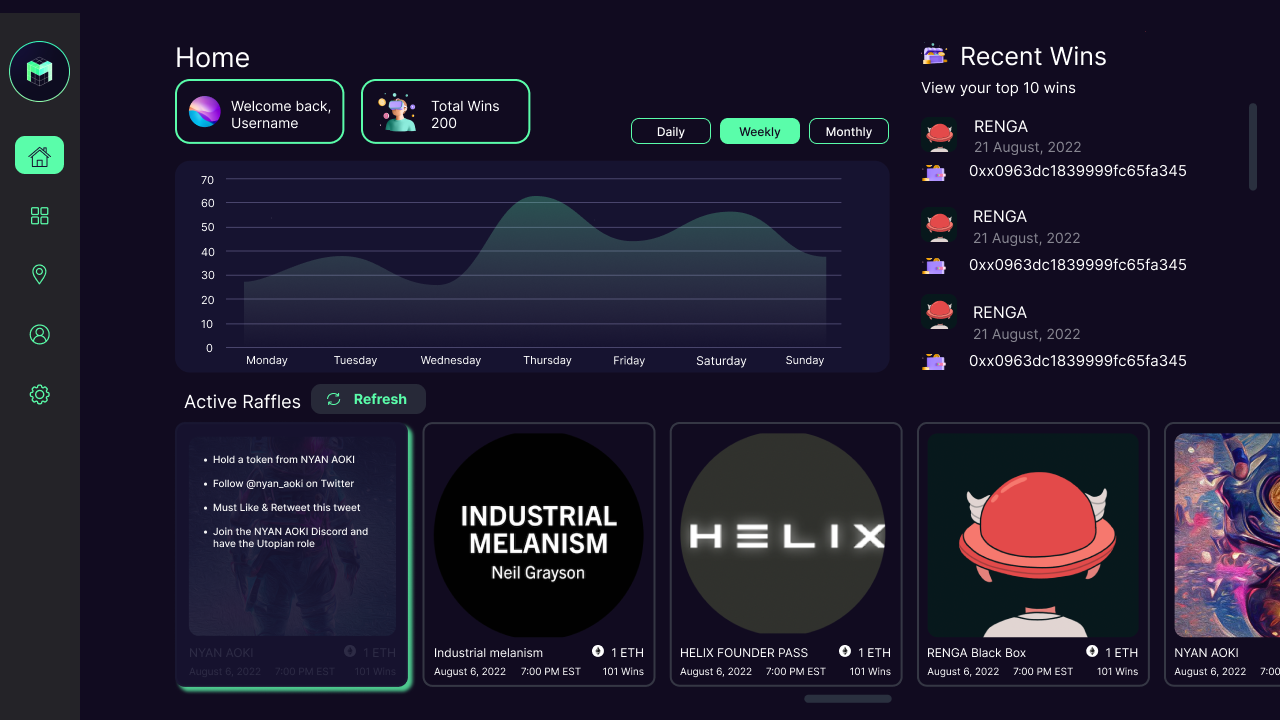 Home
Welcome back,
Username
Total Wins
200
Daily
Weekly
Monthly
70
60
50
40
30
20
10
0
Monday
Tuesday
Wednesday
Thursday
Friday
Saturday
Sunday
Recent Wins
View your top 10 wins
RENGA
21 August, 2022
0xx0963dc1839999fc65fa345
RENGA
21 August, 2022
0xx0963dc1839999fc65fa345
RENGA
21 August, 2022
0xx0963dc1839999fc65fa345
Active Raffles
Refresh
• Hold a token from NYAN AOKI
• Follow @nyan_aoki on Twitter
• Must Like & Retweet this tweet
• Join the NYAN AOKI Discord and
have the Utopian role
NYAN AOKI 1 ETH
August 6, 2022 7:00 PM EST 101 Wins
INDUSTRIAL
MELANISM
Neil Grayson
Industrial melanism 1 ETH
August 6, 2022 7:00 PM EST 101 Wins
HELIX
HELIX FOUNDER PASS 1 ETH
August 6, 2022 7:00 PM EST 101 Wins
RENGA Black Box 1 ETH
August 6, 2022 7:00 PM EST 101 Wins
NYAN AOKI
August 6, 2022 7:00